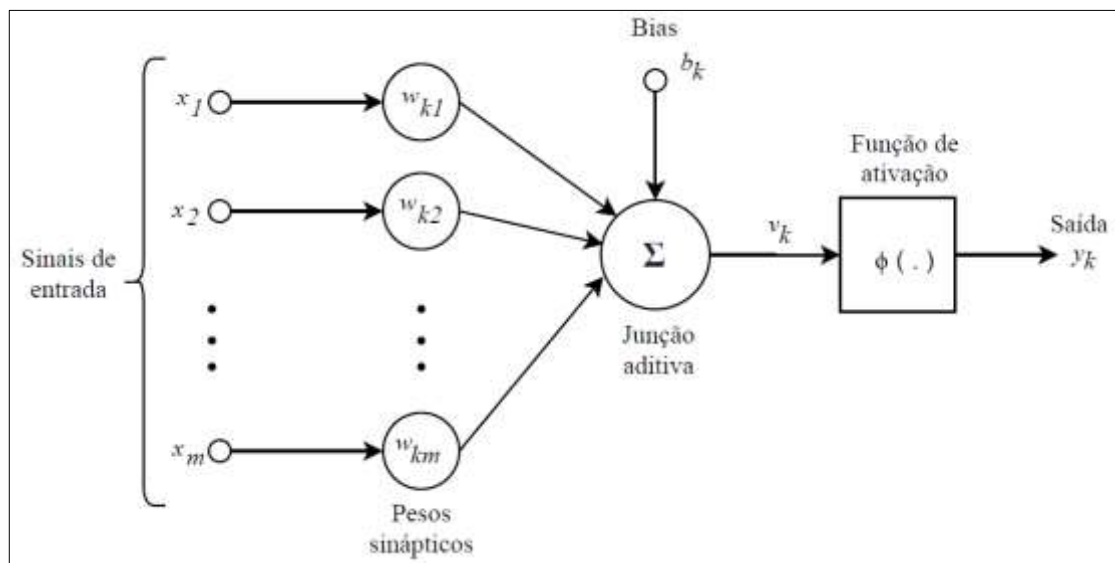 Bias
b_k
x_1
w_k1
x_2
w_k2
Sinais de
entrada
Σ
Junção
aditiva
v_k
Função de
ativação
ϕ ( . )
Saída
y_k
x_m
w_km
Pesos
sinápticos